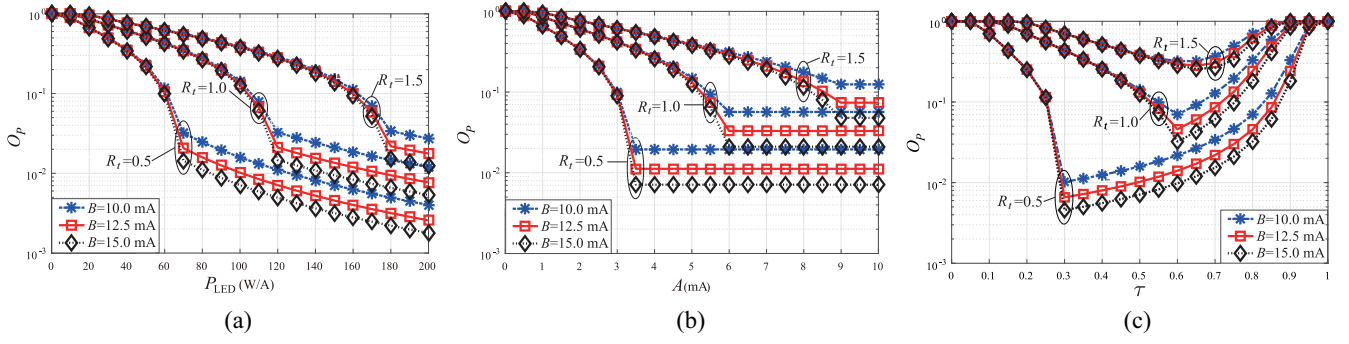 10^0
10^-1
10^-2
10^-3
O_P
0 20 40 60 80 100 120 140 160 180 200
P_LED (W/A)
R_t=1.5
R_t=1.0
R_t=0.5
B=10.0 mA
B=12.5 mA
B=15.0 mA
(a)
10^0
10^-1
10^-2
10^-3
O_P
0 1 2 3 4 5 6 7 8 9 10
A(mA)
R_t=1.5
R_t=1.0
R_t=0.5
B=10.0 mA
B=12.5 mA
B=15.0 mA
(b)
10^0
10^-1
10^-2
10^-3
O_P
0 0.1 0.2 0.3 0.4 0.5 0.6 0.7 0.8 0.9 1
τ
R_t=1.5
R_t=1.0
R_t=0.5
B=10.0 mA
B=12.5 mA
B=15.0 mA
(c)